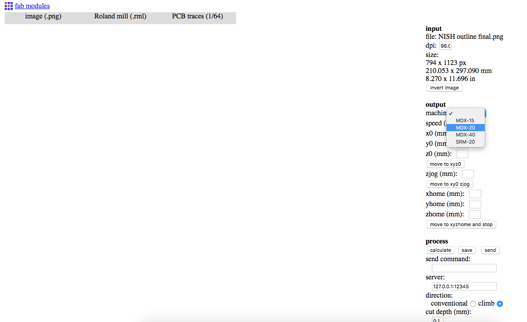 fab modules
image (.png) Roland mill (.rml) PCB traces (1/64)
input
file: NISH outline final.png
dpi: 96.0
size:
794 x 1123 px
210.053 x 297.090 mm
8.270 x 11.696 in
invert image
output
MDX-15
MDX-20
MDX-40
SRM-20
speed
x0 (mm
y0 (mm
z0 (mm):
move to xyz0
zjog (mm):
move to xy0 zjog
xhome (mm):
yhome (mm):
zhome (mm):
move to xyzhome and stop
process
calculate save send
send command:
server:
127.0.0.1:12345
direction:
conventional climb
cut depth (mm):